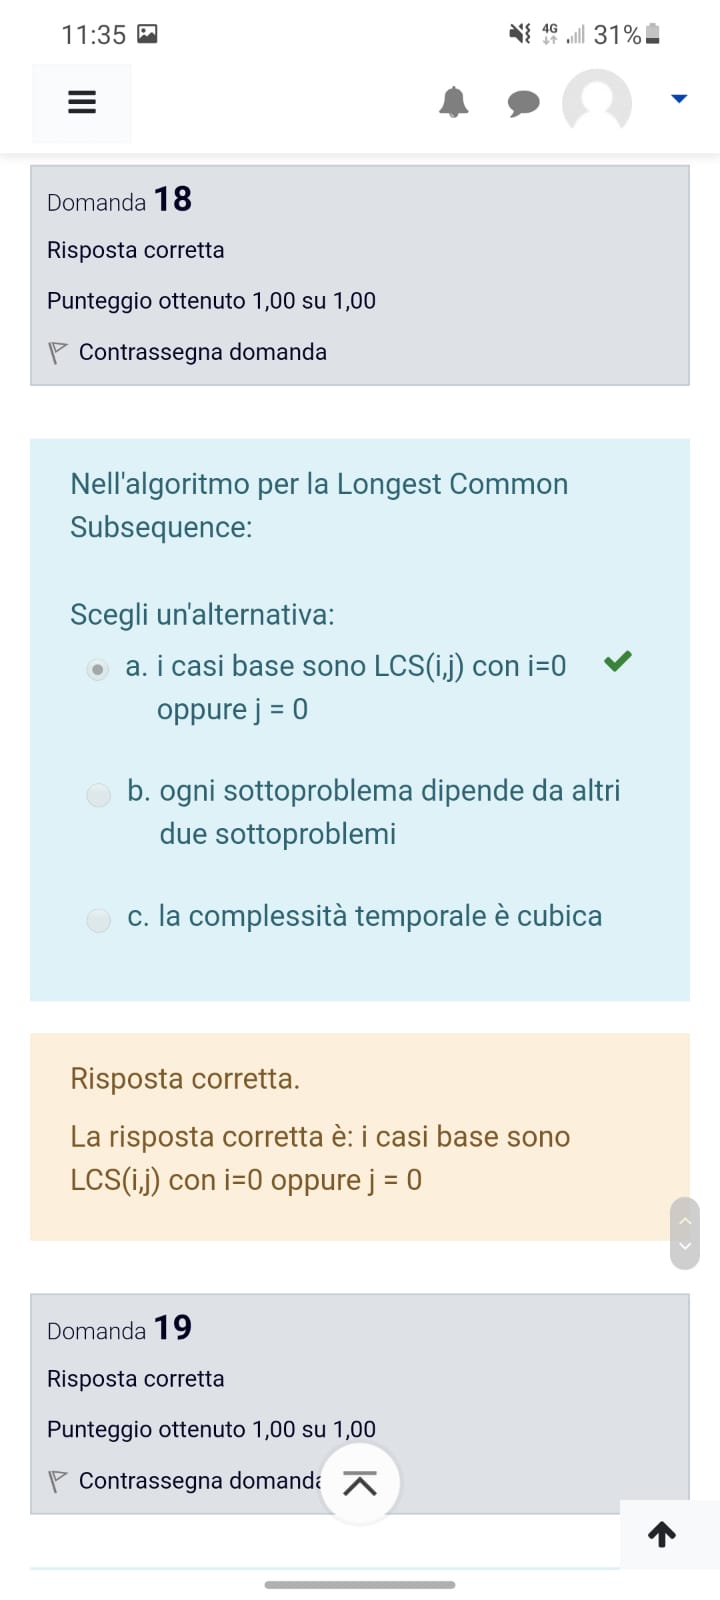 11:35
4G
31%
Domanda 18
Risposta corretta
Punteggio ottenuto 1,00 su 1,00
Contrassegna domanda
Nell'algoritmo per la Longest Common
Subsequence:
Scegli un'alternativa:
a. i casi base sono LCS(i,j) con i=0
oppure j = 0
b. ogni sottoproblema dipende da altri
due sottoproblemi
c. la complessità temporale è cubica
Risposta corretta.
La risposta corretta è: i casi base sono
LCS(i,j) con i=0 oppure j = 0
Domanda 19
Risposta corretta
Punteggio ottenuto 1,00 su 1,00
Contrassegna domanda